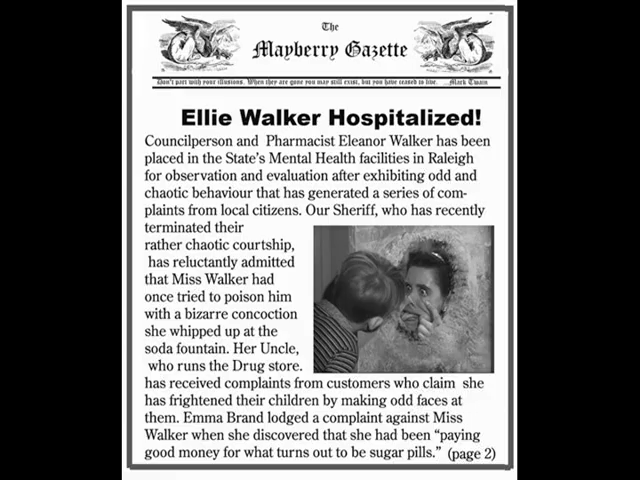 The
Mayberry Gazette
Don't part with your illusions. When they are gone you may still exist, but you have ceased to live. ...Mark Twain
Ellie Walker Hospitalized!
Councilperson and Pharmacist Eleanor Walker has been
placed in the State's Mental Health facilities in Raleigh
for observation and evaluation after exhibiting odd and
chaotic behaviour that has generated a series of com-
plaints from local citizens. Our Sheriff, who has recently
terminated their
rather chaotic courtship,
has reluctantly admitted
that Miss Walker had
once tried to poison him
with a bizarre concoction
she whipped up at the
soda fountain. Her Uncle,
who runs the Drug store.
has received complaints from customers who claim she
has frightened their children by making odd faces at
them. Emma Brand lodged a complaint against Miss
Walker when she discovered that she had been “paying
good money for what turns out to be sugar pills.” (page 2)